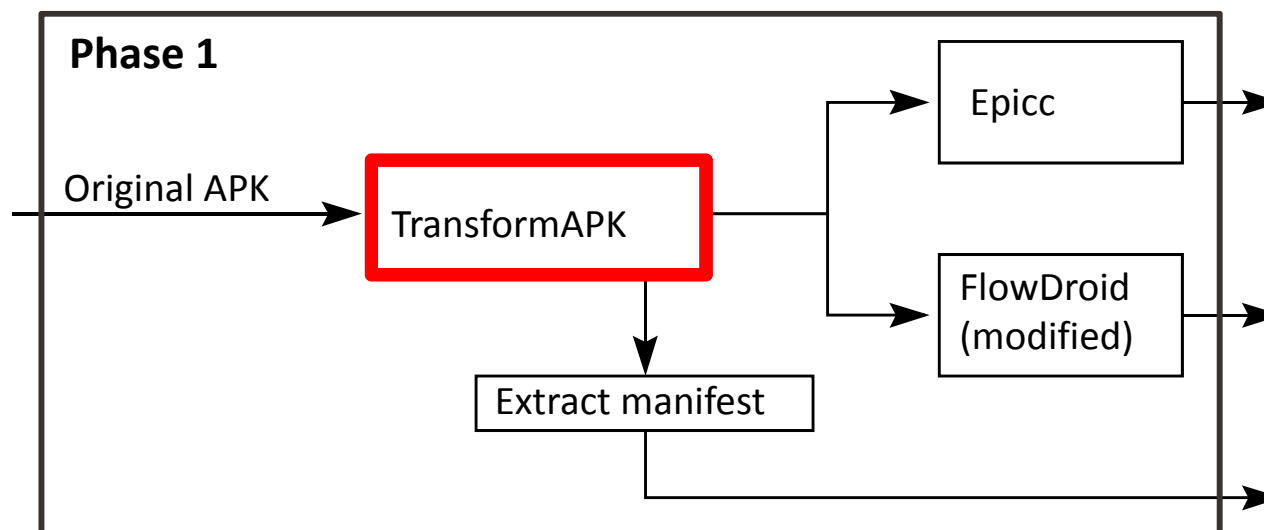 Phase 1
Original APK
TransformAPK
Epicc
FlowDroid
(modified)
Extract manifest